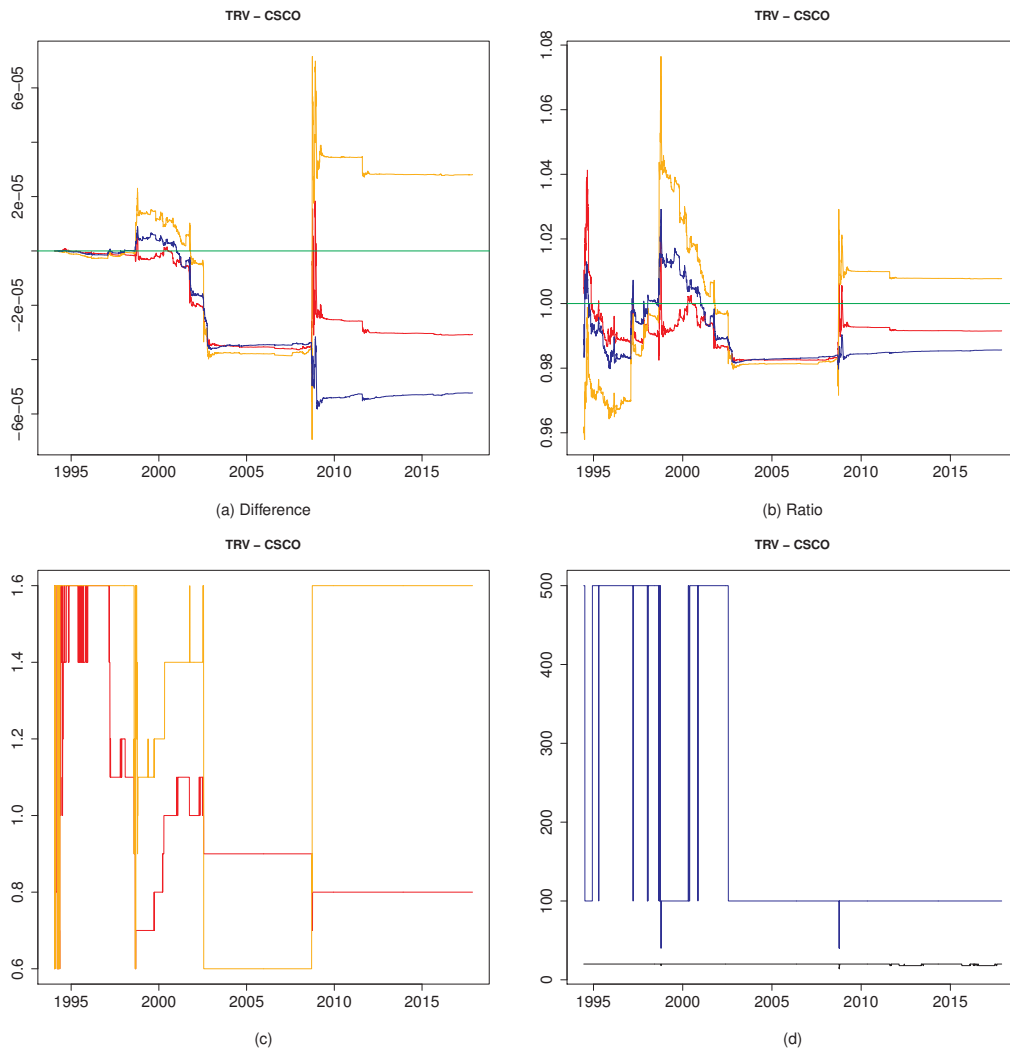 TRV − CSCO
TRV − CSCO
6e−05
2e−05
−2e−05
−6e−05
1995 2000 2005 2010 2015
(a) Difference
1.08
1.06
1.04
1.02
1.00
0.98
0.96
1995 2000 2005 2010 2015
(b) Ratio
TRV − CSCO
TRV − CSCO
1.6
1.4
1.2
1.0
0.8
0.6
1995 2000 2005 2010 2015
(c)
500
400
300
200
100
0
1995 2000 2005 2010 2015
(d)